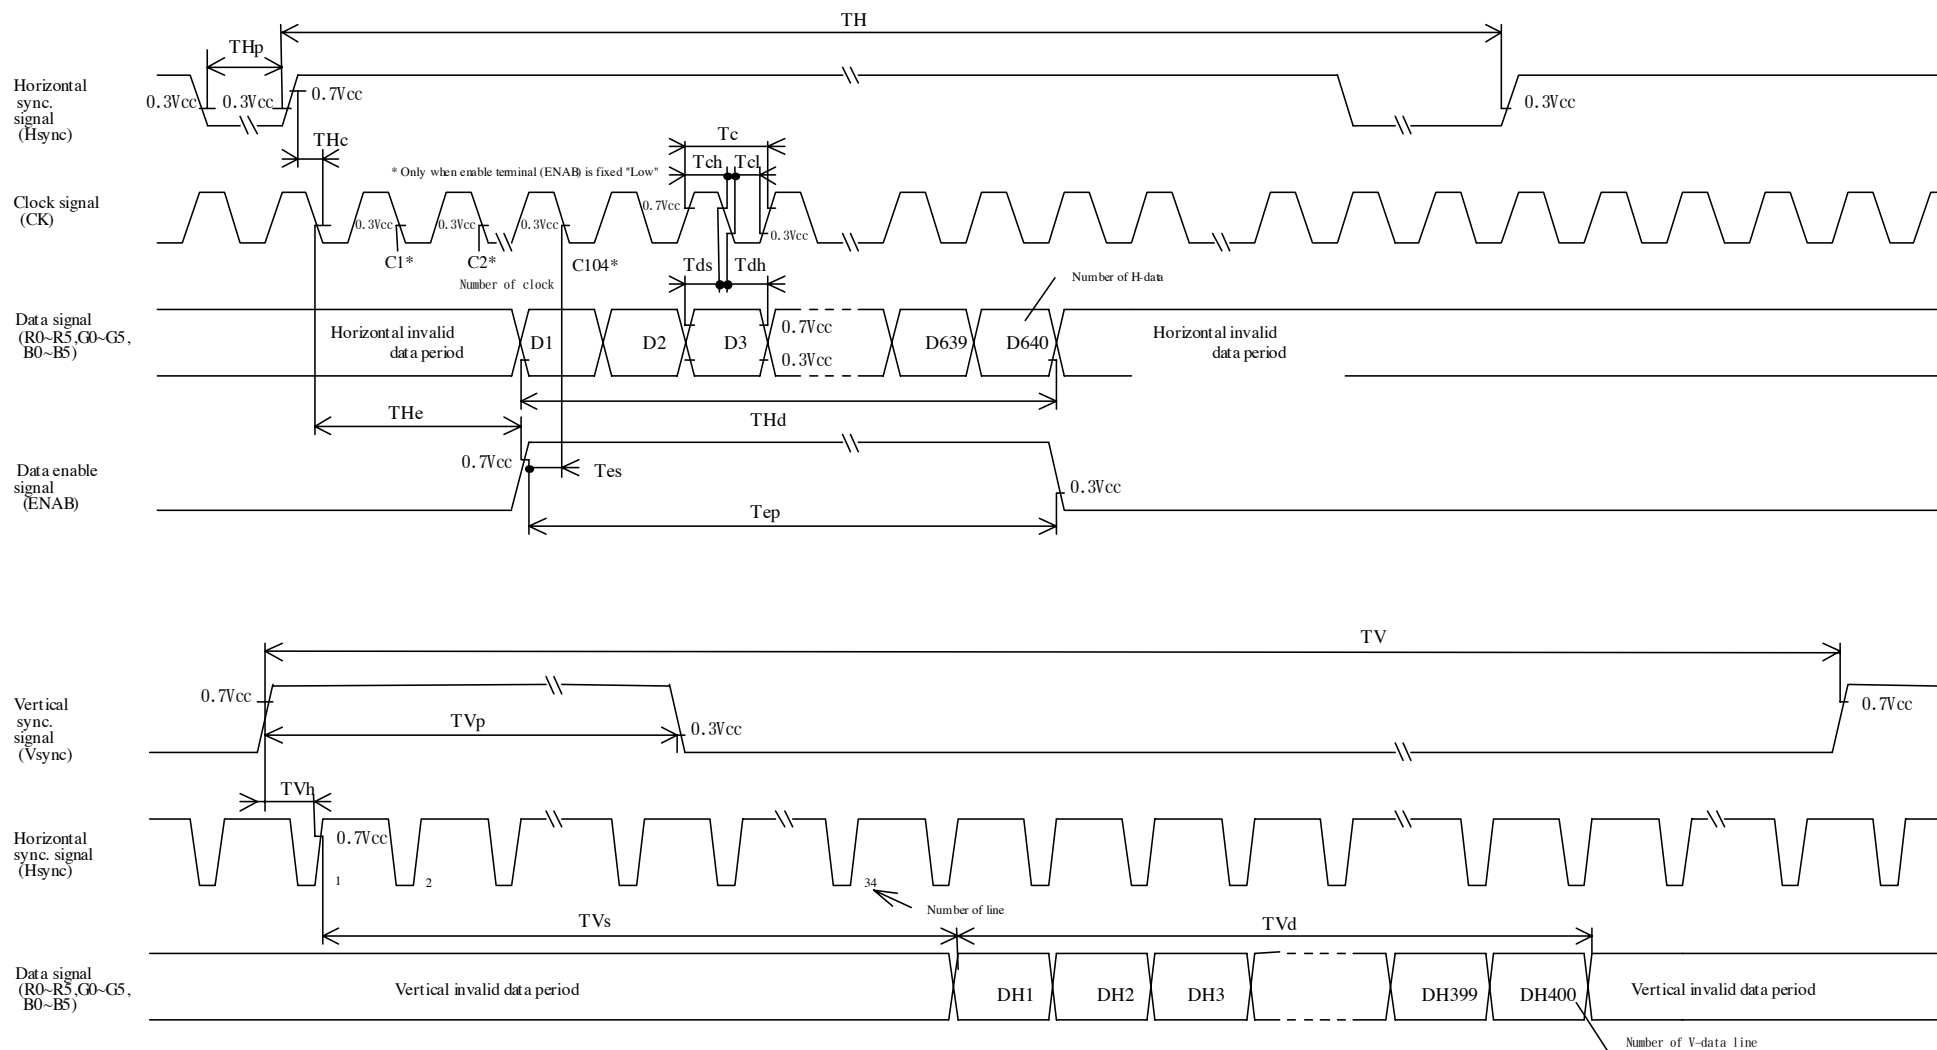 TH
THp
Horizontal
sync.
signal
(Hsync)
0.3Vcc
0.3Vcc
0.7Vcc
0.3Vcc
THc
Tc
Tch
Tcl
* Only when enable terminal (ENAB) is fixed "Low"
Clock signal
(CK)
0.3Vcc
0.3Vcc
0.3Vcc
0.7Vcc
0.3Vcc
C1*
C2*
C104*
Number of clock
Tds
Tdh
Number of H-data
Data signal
(R0~R5,G0~G5,
B0~B5)
Horizontal invalid
data period
D1
D2
D3
0.7Vcc
0.3Vcc
D639
D640
Horizontal invalid
data period
THe
THd
Data enable
signal
(ENAB)
0.7Vcc
Tes
0.3Vcc
Tep
TV
Vertical
sync.
signal
(Vsync)
0.7Vcc
TVp
0.3Vcc
0.7Vcc
TVh
Horizontal
sync. signal
(Hsync)
0.7Vcc
1
2
34
Number of line
TVs
TVd
Data signal
(R0~R5,G0~G5,
B0~B5)
Vertical invalid data period
DH1
DH2
DH3
DH399
DH400
Vertical invalid data period
Number of V-data line